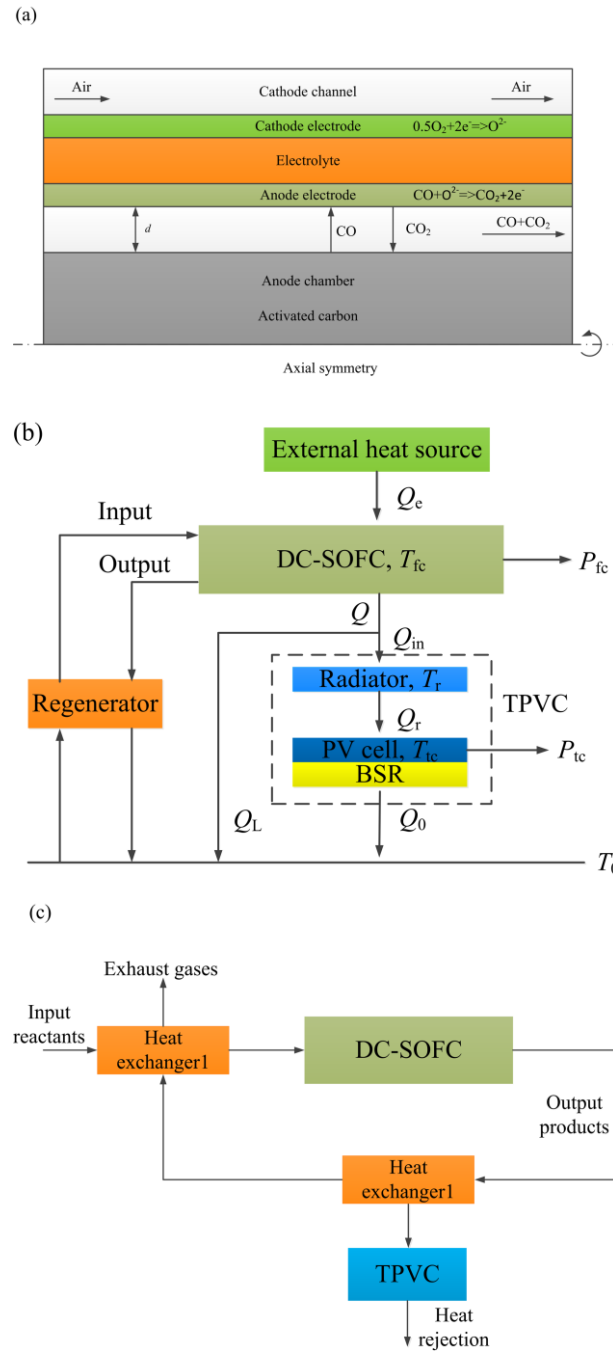 (a)
Air
Cathode channel
Air
Cathode electrode 0.5O₂+2e⁻=>O²⁻
Electrolyte
Anode electrode CO+O²⁻=>CO₂+2e⁻
d
CO
CO₂
CO+CO₂
Anode chamber
Activated carbon
Axial symmetry
(b)
External heat source
Qe
Input
Output
DC-SOFC, Tfc
Pfc
Q
Qin
Radiator, Tr
TPVC
Regenerator
Qr
PV cell, Ttc
Ptc
BSR
QL
Q0
(c)
Exhaust gases
Input
reactants
Heat
exchanger1
DC-SOFC
Output
products
Heat
exchanger1
TPVC
Heat
rejection